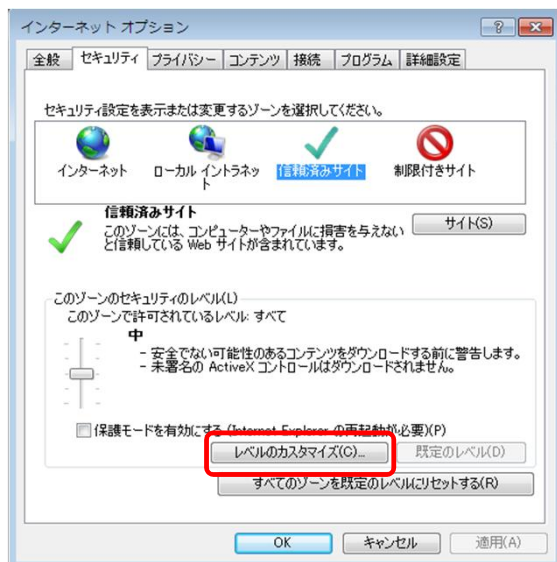 インターネット オプション
全般 セキュリティ プライバシー コンテンツ 接続 プログラム 詳細設定
セキュリティ設定を表示または変更するゾーンを選択してください。
インターネット ローカル イントラネット 信頼済みサイト 制限付きサイト
信頼済みサイト
このゾーンには、コンピューターやファイルに損害を与えない
と信頼している Web サイトが含まれています。
サイト(S)
このゾーンのセキュリティのレベル(L)
このゾーンで許可されているレベル: すべて
中
- 安全でない可能性のあるコンテンツをダウンロードする前に警告します。
- 未署名の ActiveX コントロールはダウンロードされません。
保護モードを有効にする (Internet Explorer の再起動が必要)(P)
レベルのカスタマイズ(C)... 既定のレベル(D)
すべてのゾーンを既定のレベルにリセットする(R)
OK キャンセル 適用(A)